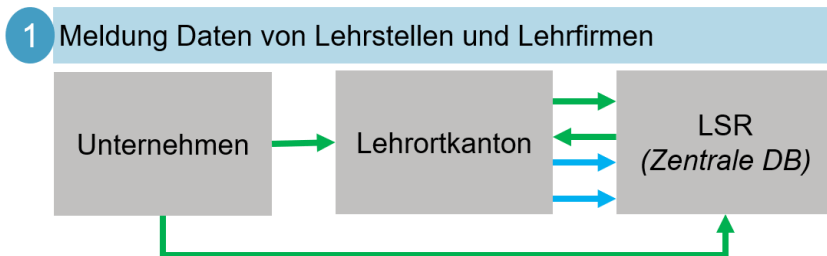 1 Meldung Daten von Lehrstellen und Lehrfirmen
Unternehmen
Lehrortkanton
LSR
(Zentrale DB)